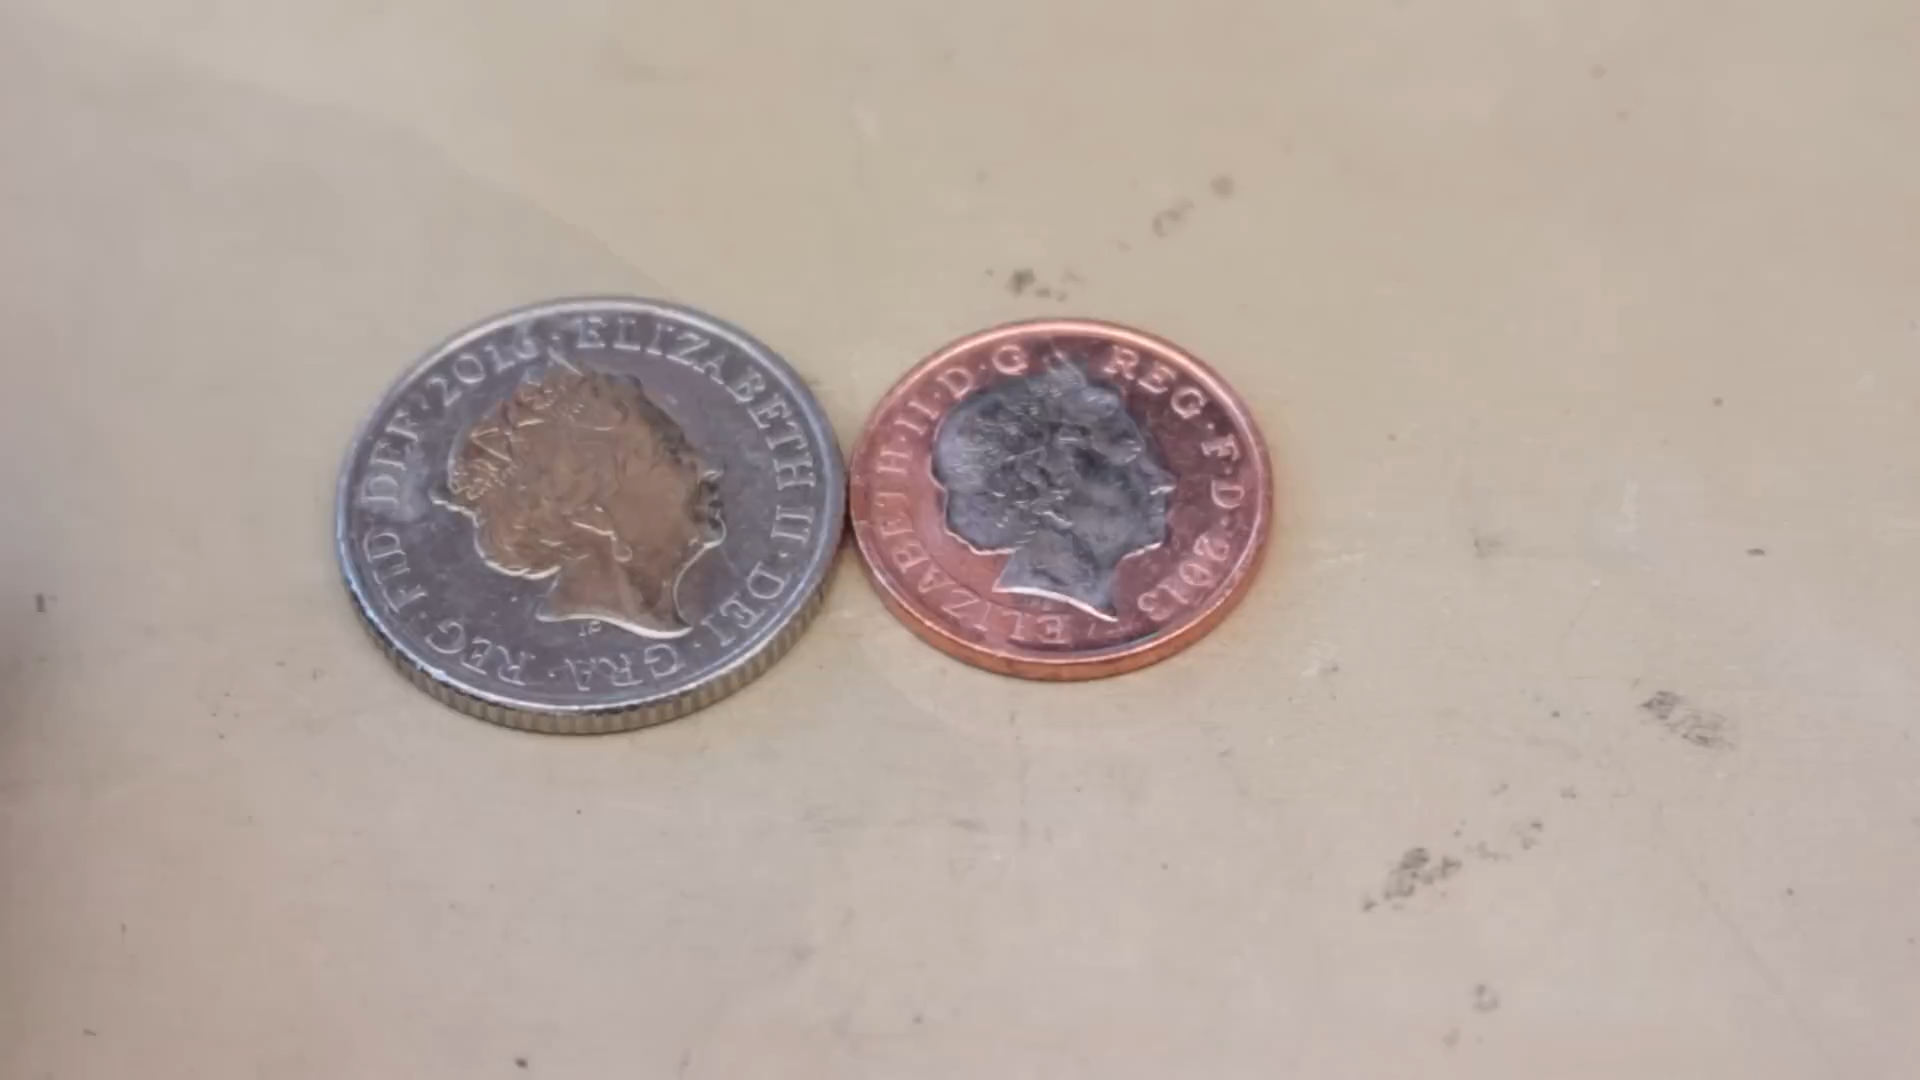 ELIZABETH II · DEI · GRA · REG · FID · DEF · 2016
ELIZABETH · II · D · G REG · F · D · 2013